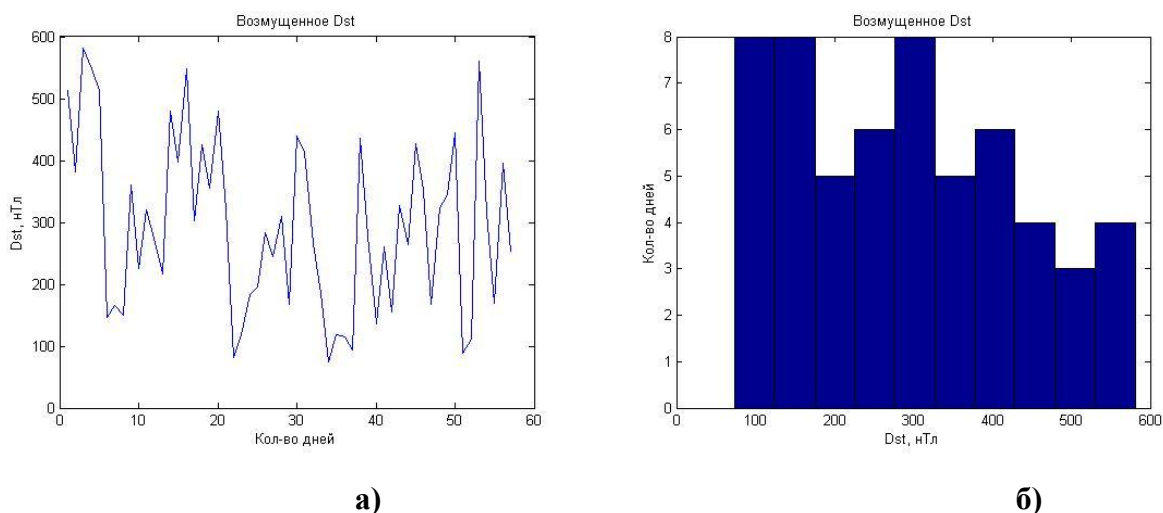 Возмущенное Dst
600
500
400
300
200
100
0
Dst, нТл
0 10 20 30 40 50 60
Кол-во дней
а)
Возмущенное Dst
8
7
6
5
4
3
2
1
0
Кол-во дней
0 100 200 300 400 500 600
Dst, нТл
б)